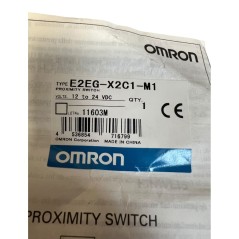 OMRON
TYPE E2EG-X2C1-M1
PROXIMITY SWITCH
VOLTS 12 to 24 VDC QTY. 1
11603M
4 536854 716799
OMRON Corporation MADE IN CHINA
OMRON
PROXIMITY SWITCH